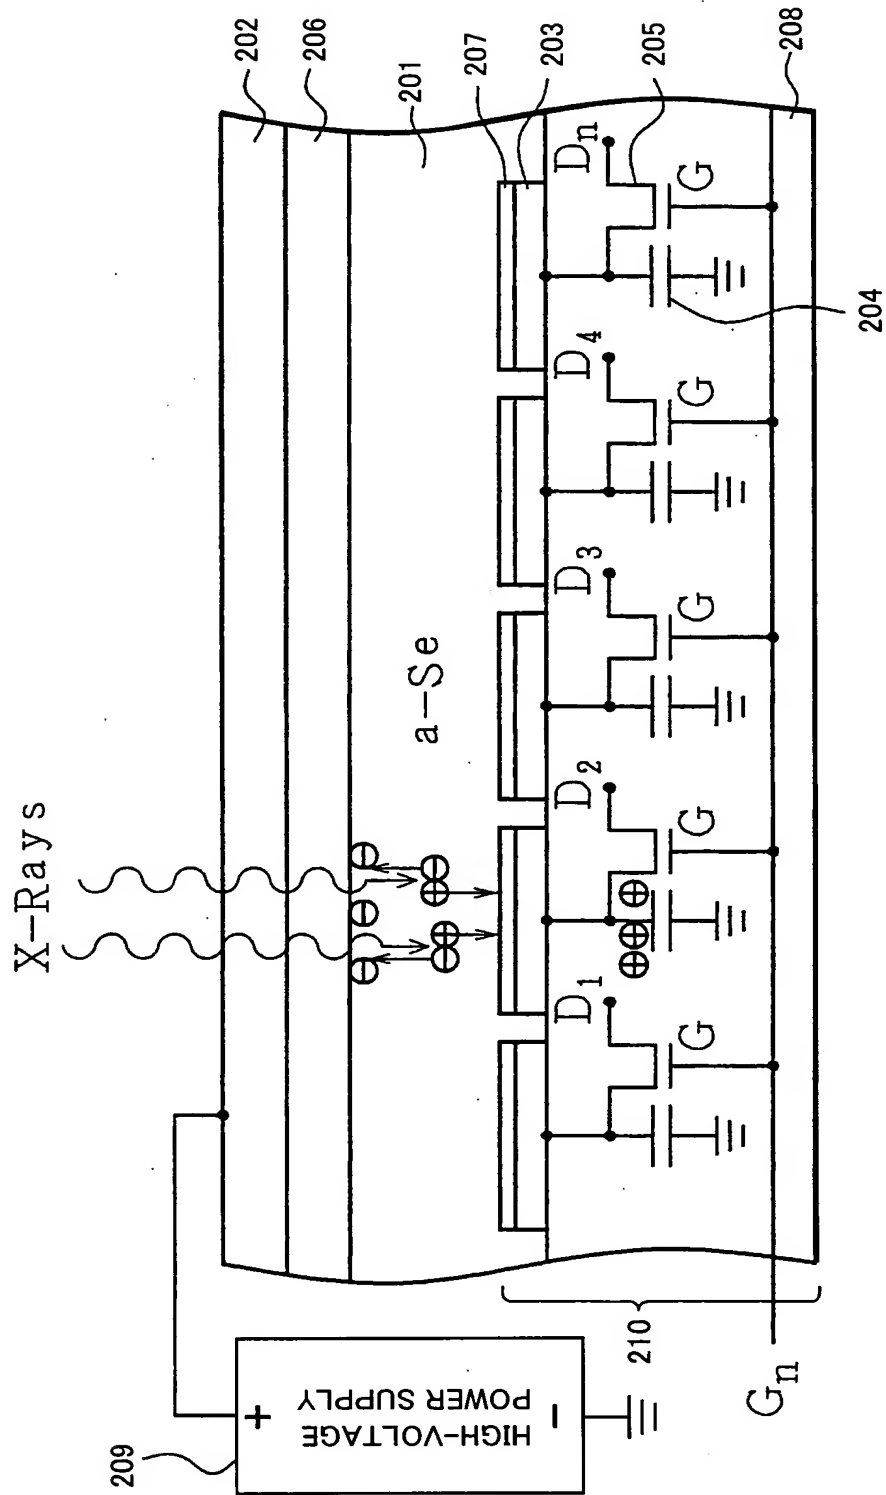 X-Rays
202
206
201
207
203
205
208
a-Se
D1
D2
D3
D4
Dn
G
G
G
G
G
204
210
Gn
209
+
HIGH-VOLTAGE
POWER SUPPLY
−